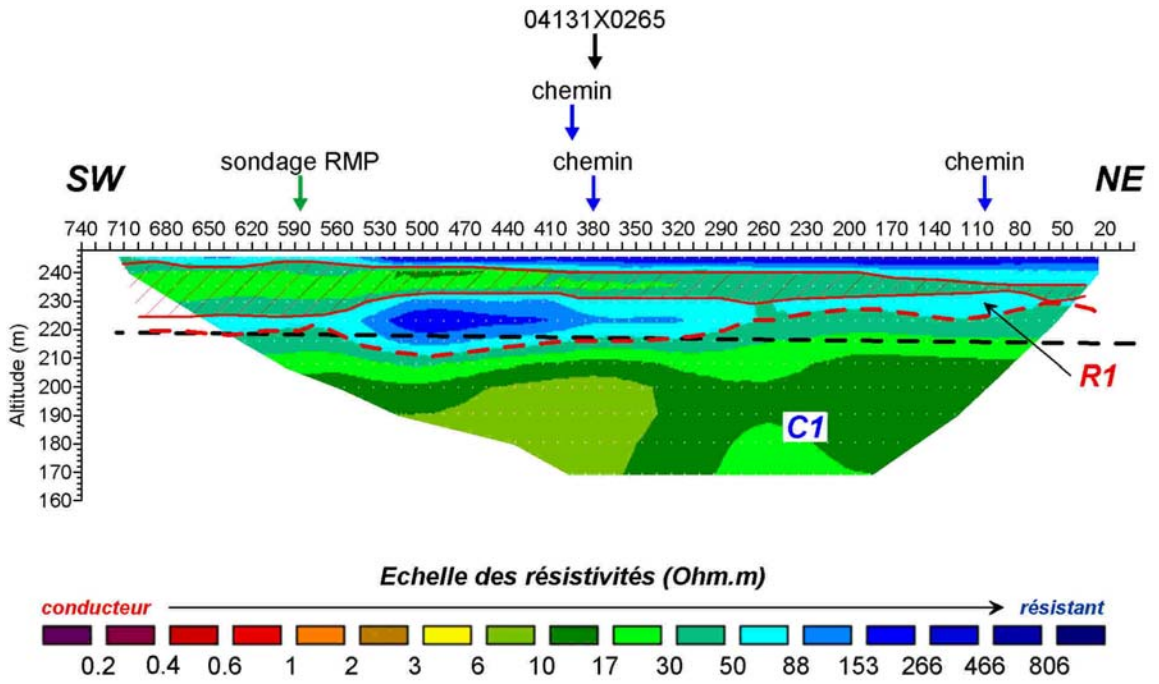 04131X0265
chemin
sondage RMP chemin chemin
SW NE
740 710 680 650 620 590 560 530 500 470 440 410 380 350 320 290 260 230 200 170 140 110 80 50 20
240
230
220
210
200
190
180
170
160
Altitude (m)
R1
C1
Echelle des résistivités (Ohm.m)
conducteur résistant
0.2 0.4 0.6 1 2 3 6 10 17 30 50 88 153 266 466 806